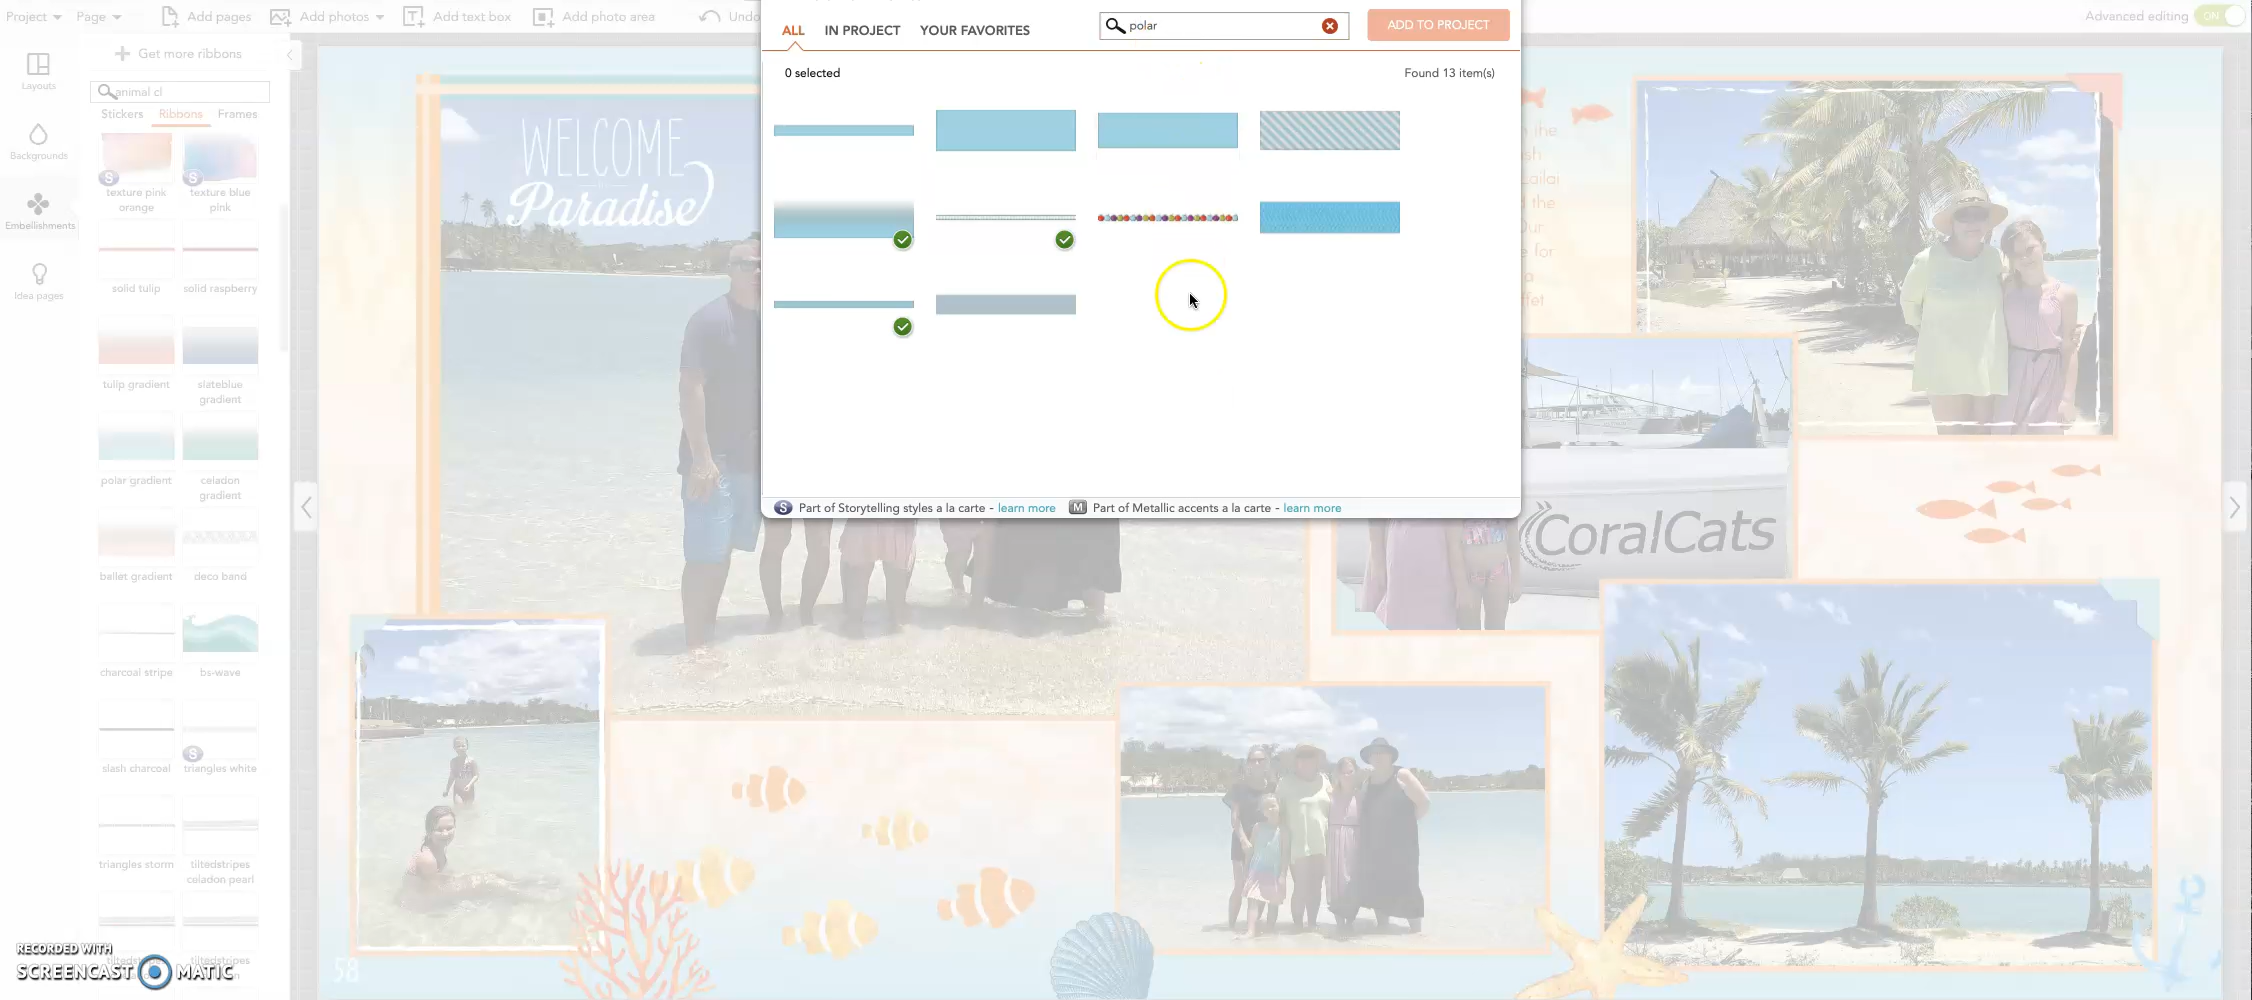 Project Page Add pages Add photos Add text box Add photo area Undo Advanced editing ON
Layouts
Backgrounds
Embellishments
Idea pages
Get more ribbons
animal cl
Stickers Ribbons Frames
S S
texture pink orange
texture blue pink
solid tulip
solid raspberry
tulip gradient
slateblue gradient
polar gradient
celadon gradient
ballet gradient
deco band
charcoal stripe
bs-wave
S
slash charcoal
triangles white
triangles storm
tiltedstripes celadon pearl
ALL IN PROJECT YOUR FAVORITES polar ADD TO PROJECT
0 selected Found 13 item(s)
S Part of Storytelling styles a la carte - learn more M Part of Metallic accents a la carte - learn more
WELCOME
TO
Paradise
CoralCats
58
RECORDED WITH
SCREENCAST MATIC